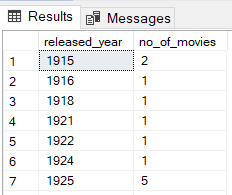 Results Messages
released_year no_of_movies
1 1915 2
2 1916 1
3 1918 1
4 1921 1
5 1922 1
6 1924 1
7 1925 5